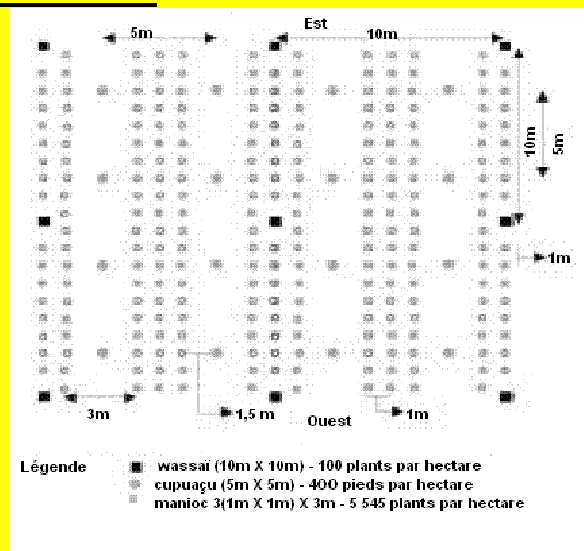 Est
5m
10m
10m
5m
1m
3m
1,5 m
Ouest
1m
Légende
wassaï (10m X 10m) - 100 plants par hectare
cupuaçu (5m X 5m) - 400 pieds par hectare
manioc 3(1m X 1m) X 3m - 5 545 plants par hectare